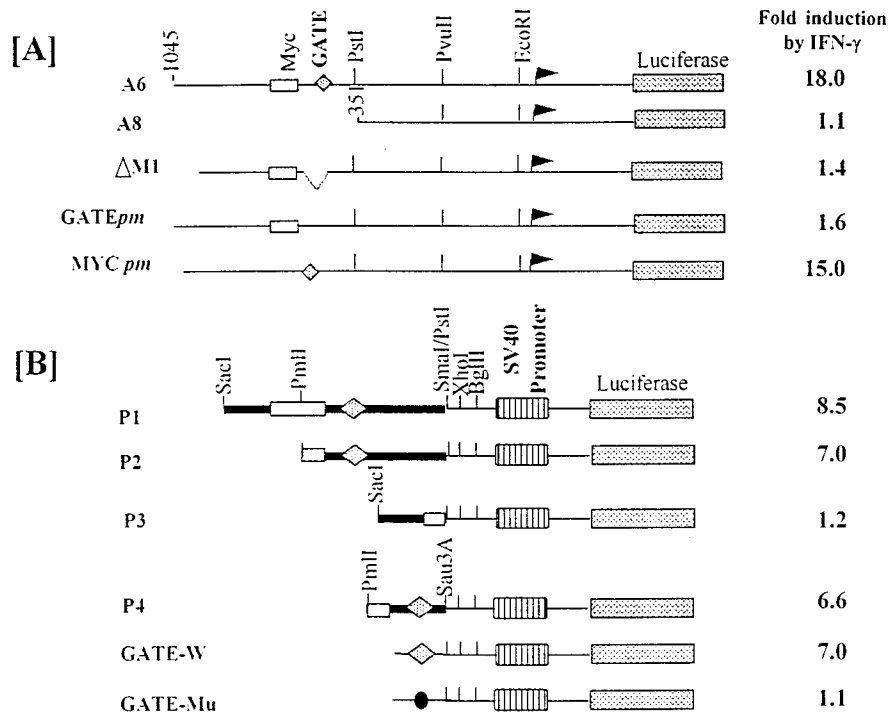 Fold induction
by IFN-γ
[A]
-1045
Myc
GATE
PstI
PvuII
EcoRI
Luciferase
A6
18.0
351
A8
1.1
△M1
1.4
GATEpm
1.6
MYC pm
15.0
[B]
SacI
PmlI
SmaI/PstI
XhoI
BglII
SV40
Promoter
Luciferase
P1
8.5
P2
7.0
SacI
P3
1.2
PmlI
Sau3A
P4
6.6
GATE-W
7.0
GATE-Mu
1.1